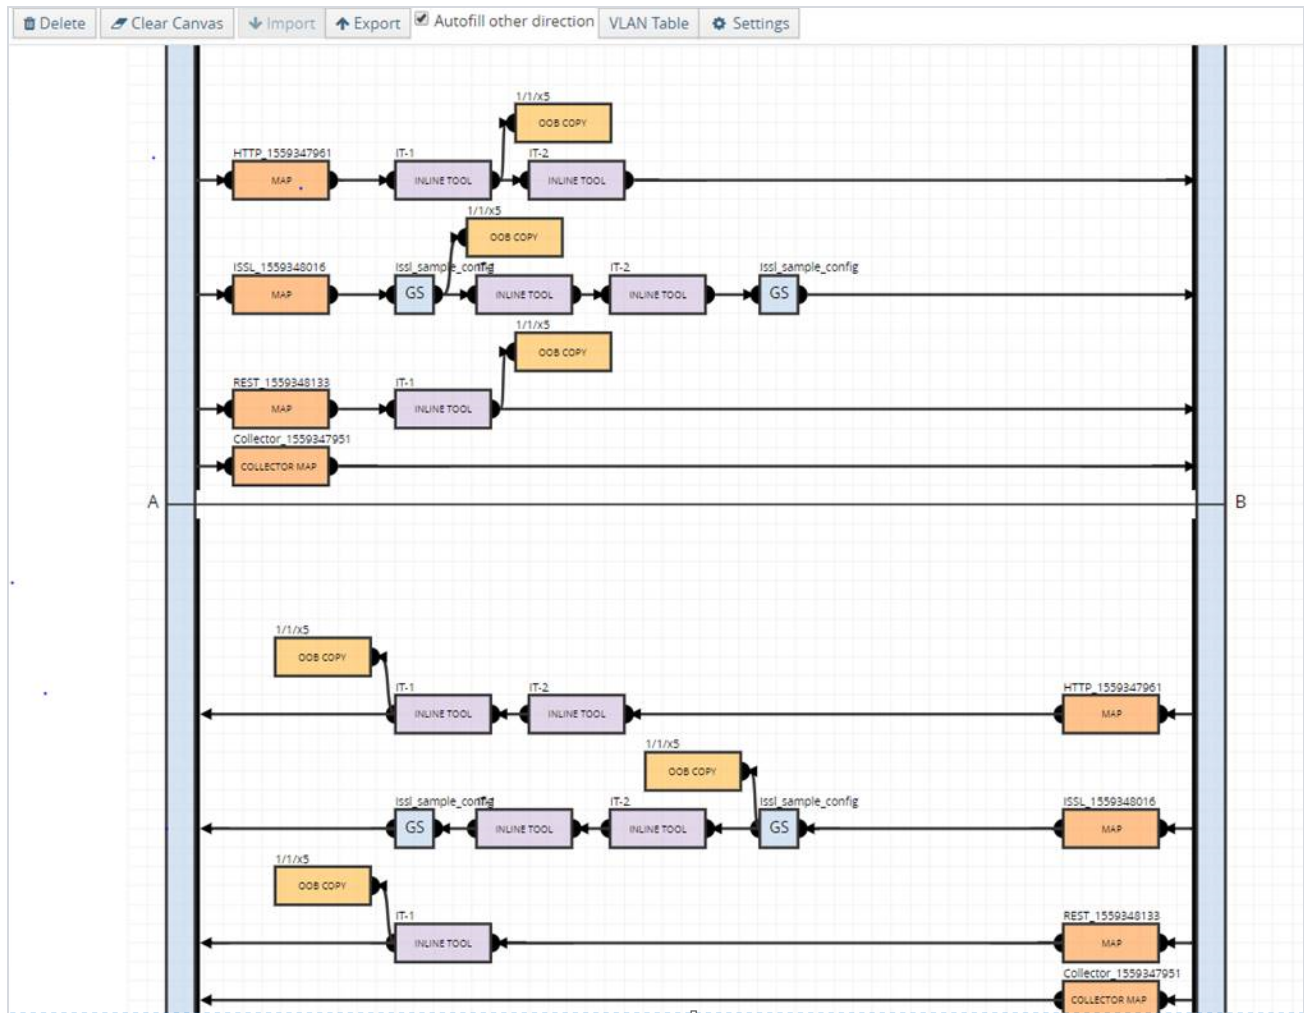 Delete Clear Canvas Import Export Autofill other direction VLAN Table Settings
1/1/x5
OOB COPY
HTTP_1559347961 IT-1 IT-2
MAP INLINE TOOL INLINE TOOL
1/1/x5
OOB COPY
ISSL_1559348016 issl_sample_config IT-2 issl_sample_config
MAP GS INLINE TOOL INLINE TOOL GS
1/1/x5
OOB COPY
REST_1559348133 IT-1
MAP INLINE TOOL
Collector_1559347951
COLLECTOR MAP
A B
1/1/x5
OOB COPY
IT-1 IT-2 HTTP_1559347961
INLINE TOOL INLINE TOOL MAP
1/1/x5
OOB COPY
issl_sample_config IT-2 issl_sample_config ISSL_1559348016
GS INLINE TOOL INLINE TOOL GS MAP
1/1/x5
OOB COPY
IT-1 REST_1559348133
INLINE TOOL MAP
Collector_1559347951
COLLECTOR MAP